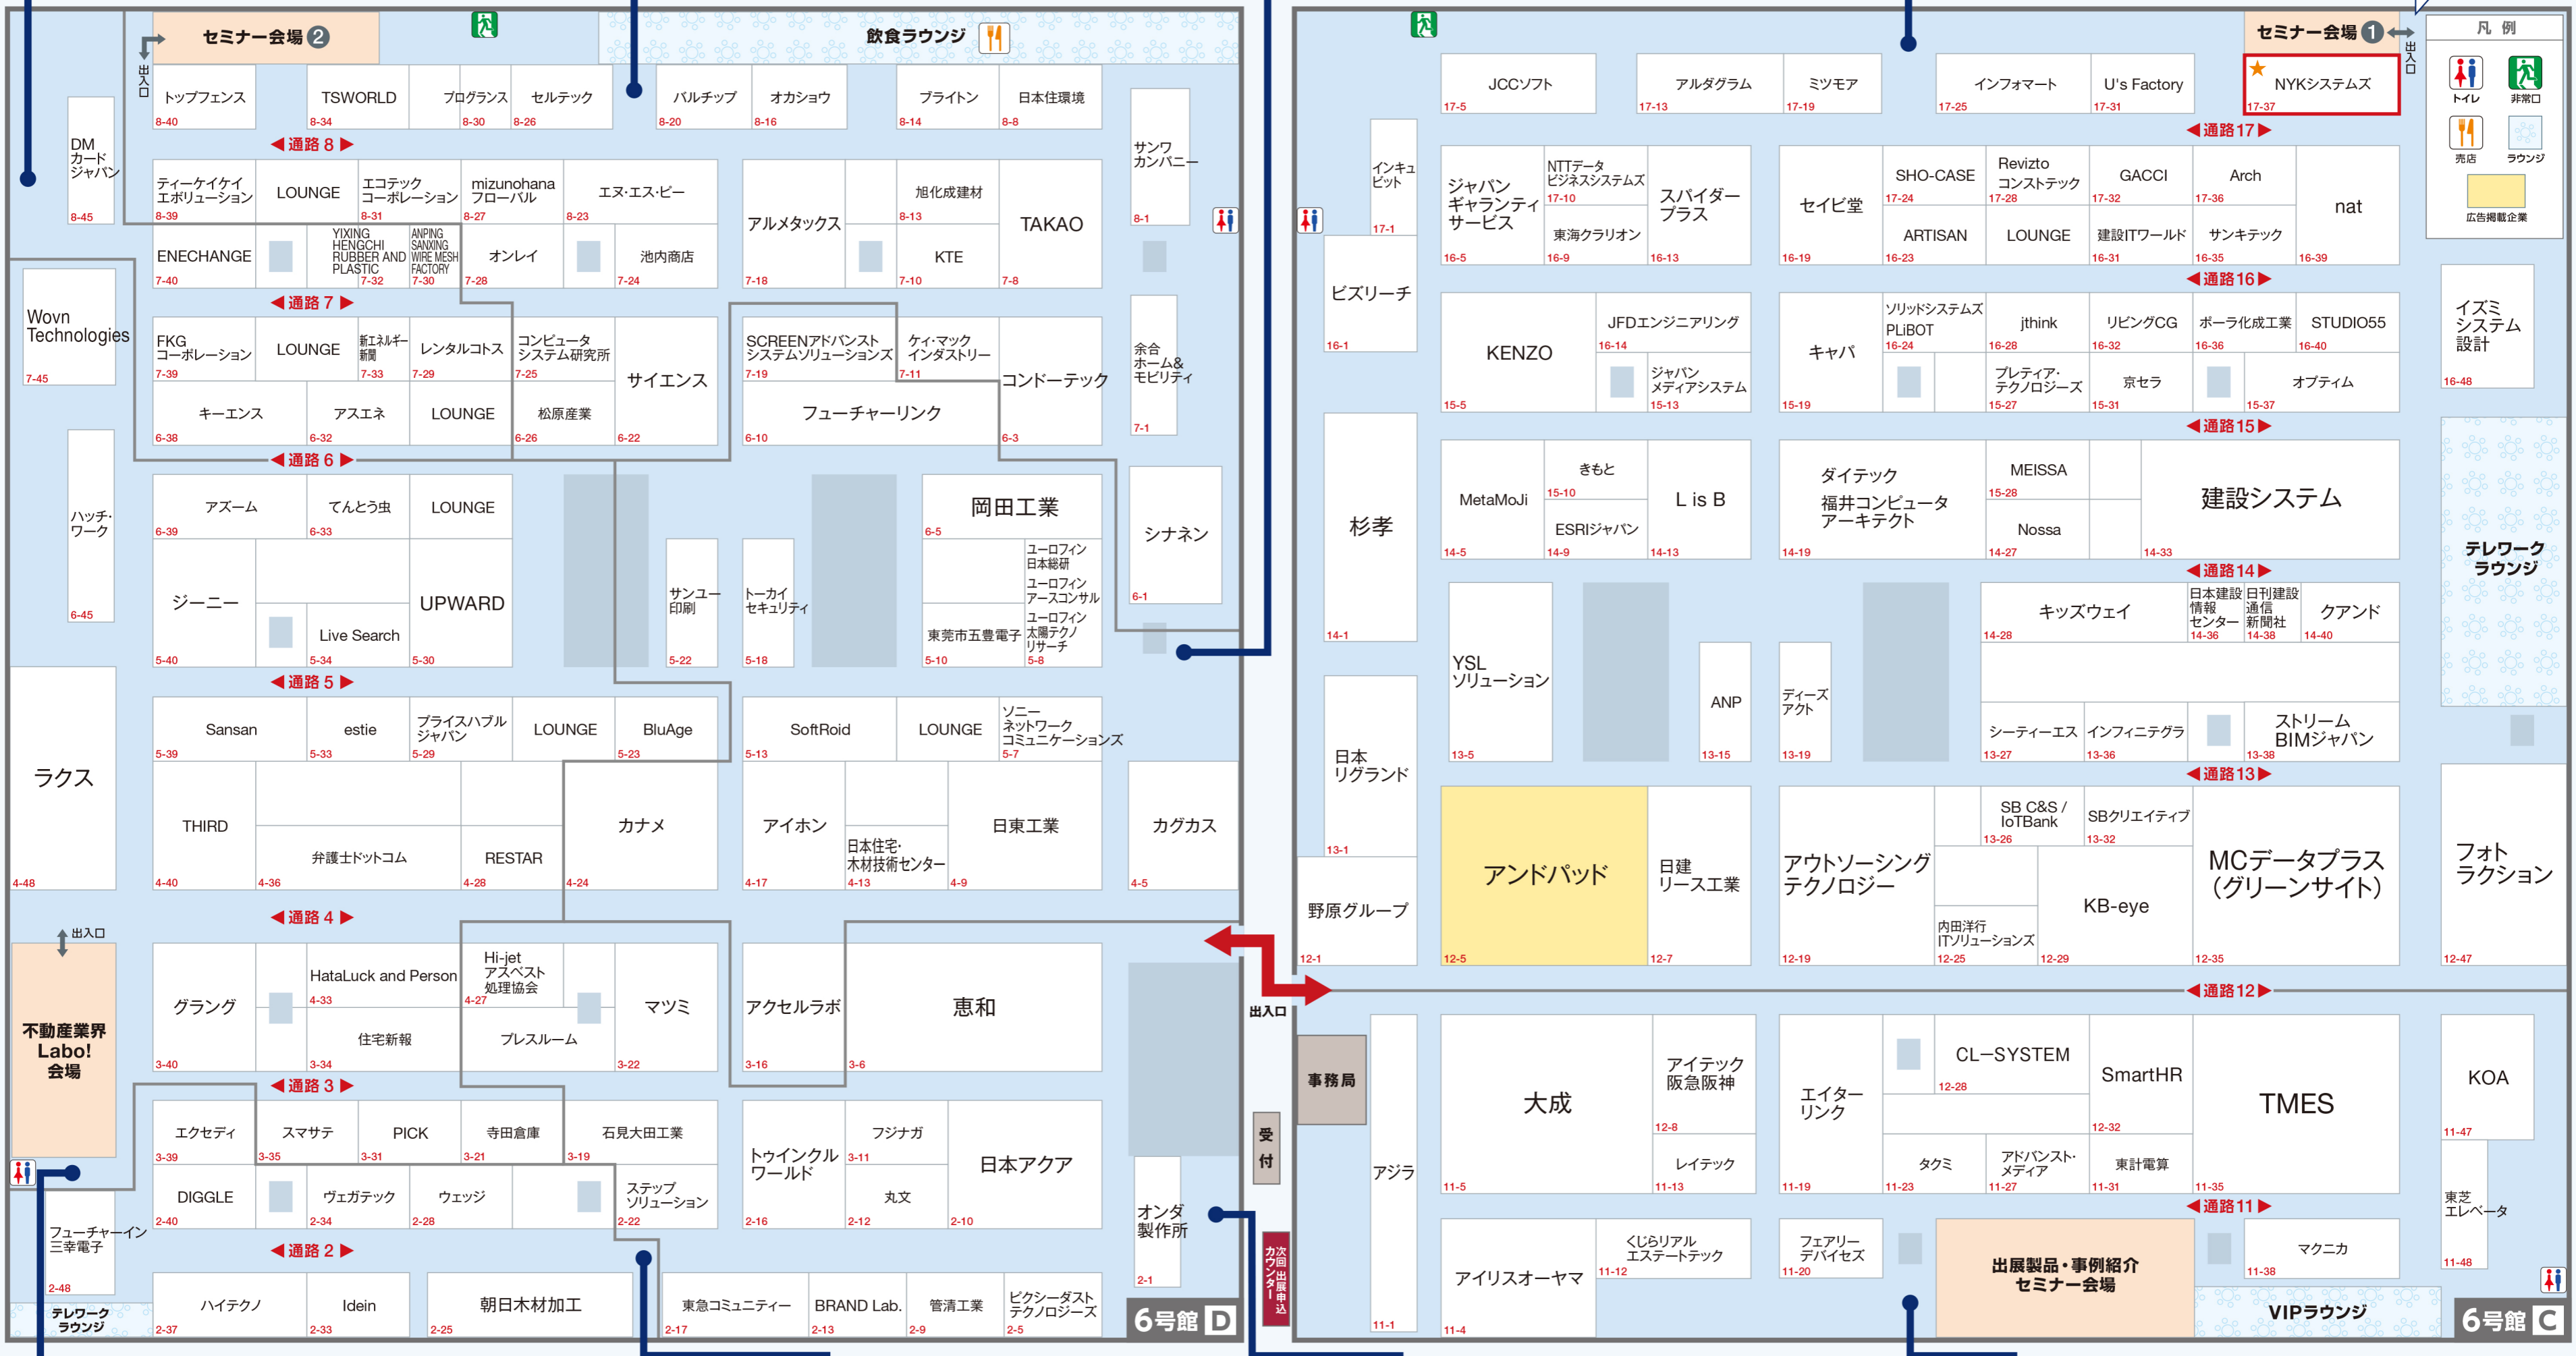 セミナー会場 2
出入口
飲食ラウンジ
トップフェンス
8-40
TSWORLD
8-34
プログランス
8-30
セルテック
8-26
バルチップ
8-20
オカショウ
8-16
ブライトン
8-14
日本住環境
8-8
DM
カード
ジャパン
8-45
サンワ
カンパニー
8-1
通路 8
ティーケイケイ
エボリューション
8-39
LOUNGE
エコテック
コーポレーション
8-31
mizunohana
フローバル
8-27
エヌ・エス・ビー
8-23
アルメタックス
7-18
旭化成建材
8-13
TAKAO
7-8
ENECHANGE
7-40
YIXING
HENGCHI
RUBBER AND
PLASTIC
7-32
ANPING
SANXING
WIRE MESH
FACTORY
7-30
オンレイ
7-28
池内商店
7-24
KTE
7-10
通路 7
Wovn
Technologies
7-45
FKG
コーポレーション
7-39
LOUNGE
新エネルギー
新聞
7-33
レンタルコトス
7-29
コンピュータ
システム研究所
7-25
サイエンス
6-22
SCREENアドバンスト
システムソリューションズ
7-19
ケィ・マック
インダストリー
7-11
コンドーテック
6-3
余合
ホーム&
モビリティ
7-1
キーエンス
6-38
アスエネ
6-32
LOUNGE
松原産業
6-26
フューチャーリンク
6-10
通路 6
ハッチ・
ワーク
6-45
アズーム
6-39
てんとう虫
6-33
LOUNGE
岡田工業
6-5
シナネン
6-1
ジーニー
5-40
Live Search
5-34
UPWARD
5-30
サンユー
印刷
5-22
トーカイ
セキュリティ
5-18
東莞市五豊電子
5-10
ユーロフィン
日本総研
ユーロフィン
アースコンサル
ユーロフィン
太陽テクノ
リサーチ
5-8
通路 5
ラクス
4-48
Sansan
5-39
estie
5-33
プライスハブル
ジャパン
5-29
LOUNGE
BluAge
5-23
SoftRoid
5-13
LOUNGE
ソニー
ネットワーク
コミュニケーションズ
5-7
THIRD
4-40
弁護士ドットコム
4-36
RESTAR
4-28
カナメ
4-24
アイホン
4-17
日本住宅・
木材技術センター
4-13
日東工業
4-9
カグカス
4-5
通路 4
出入口
不動産業界
Labo!
会場
グラング
3-40
HataLuck and Person
4-33
Hi-jet
アスベスト
処理協会
4-27
マツミ
3-22
アクセルラボ
3-16
恵和
3-6
住宅新報
3-34
プレスルーム
通路 3
エクセディ
3-39
スマサテ
3-35
PICK
3-31
寺田倉庫
3-21
石見大田工業
3-19
トゥインクル
ワールド
2-16
フジナガ
3-11
日本アクア
2-10
DIGGLE
2-40
ヴェガテック
2-34
ウェッジ
2-28
ステップ
ソリューション
2-22
丸文
2-12
オンダ
製作所
2-1
フューチャーイン
三幸電子
2-48
通路 2
テレワーク
ラウンジ
ハイテクノ
2-37
Idein
2-33
朝日木材加工
2-25
東急コミュニティー
2-17
BRAND Lab.
2-13
管清工業
2-9
ピクシーダスト
テクノロジーズ
2-5
6号館 D
出入口
受付
次回 出展申込
カウンター
セミナー会場 1
出入口
凡 例
トイレ
非常口
売店
ラウンジ
広告掲載企業
JCCソフト
17-5
アルダグラム
17-13
ミツモア
17-19
インフォマート
17-25
U's Factory
17-31
NYKシステムズ
17-37
通路17
インキュ
ビット
17-1
ジャパン
ギャランティ
サービス
16-5
NTTデータ
ビジネスシステムズ
17-10
スパイダー
プラス
16-13
セイビ堂
16-19
SHO-CASE
17-24
Revizto
コンストテック
17-28
GACCI
17-32
Arch
17-36
nat
16-39
東海クラリオン
16-9
ARTISAN
16-23
LOUNGE
建設ITワールド
16-31
サンキテック
16-35
通路16
ビズリーチ
16-1
KENZO
15-5
JFDエンジニアリング
16-14
キャパ
15-19
ソリッドシステムズ
PLiBOT
16-24
jthink
16-28
リビングCG
16-32
ポーラ化成工業
16-36
STUDIO55
16-40
イズミ
システム
設計
16-48
ジャパン
メディアシステム
15-13
プレティア・
テクノロジーズ
15-27
京セラ
15-31
オプティム
15-37
通路15
杉孝
14-1
MetaMoJi
14-5
きもと
15-10
L is B
14-13
ダイテック
福井コンピュータ
アーキテクト
14-19
MEISSA
15-28
建設システム
14-33
ESRIジャパン
14-9
Nossa
14-27
テレワーク
ラウンジ
通路14
YSL
ソリューション
13-5
ANP
13-15
ディーズ
アクト
13-19
キッズウェイ
14-28
日本建設
情報
センター
14-36
日刊建設
通信
新聞社
14-38
クアンド
14-40
シーティーエス
13-27
インフィニテグラ
13-36
ストリーム
BIMジャパン
13-38
通路13
日本
リグランド
13-1
アンドパッド
12-5
日建
リース工業
12-7
アウトソーシング
テクノロジー
12-19
SB C&S /
IoTBank
13-26
SBクリエイティブ
13-32
MCデータプラス
(グリーンサイト)
12-35
フォト
ラクション
12-47
野原グループ
12-1
内田洋行
ITソリューションズ
12-25
KB-eye
12-29
通路12
事務局
アジラ
11-1
大成
11-5
アイテック
阪急阪神
12-8
エイター
リンク
11-19
CL−SYSTEM
12-28
SmartHR
12-32
TMES
11-35
KOA
11-47
レイテック
11-13
タクミ
11-23
アドバンスト・
メディア
11-27
東計電算
11-31
東芝
エレベータ
11-48
通路11
アイリスオーヤマ
11-4
くじらリアル
エステートテック
11-12
フェアリー
デバイセズ
11-20
出展製品・事例紹介
セミナー会場
マクニカ
11-38
VIPラウンジ
6号館 C